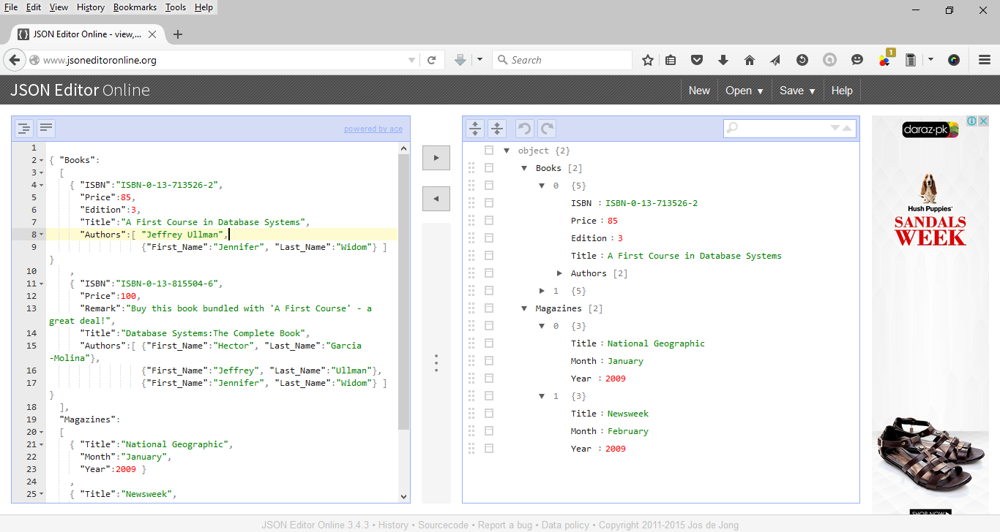 File Edit View History Bookmarks Tools Help
JSON Editor Online - view,...
www.jsoneditoronline.org
Search
1
JSON Editor Online
New Open Save Help
powered by ace
1
2 { "Books":
3 [
4 { "ISBN":"ISBN-0-13-713526-2",
5 "Price":85,
6 "Edition":3,
7 "Title":"A First Course in Database Systems",
8 "Authors":[ "Jeffrey Ullman",
9 {"First_Name":"Jennifer", "Last_Name":"Widom"} ]
}
10 ,
11 { "ISBN":"ISBN-0-13-815504-6",
12 "Price":100,
13 "Remark":"Buy this book bundled with 'A First Course' - a
great deal!",
14 "Title":"Database Systems:The Complete Book",
15 "Authors":[ {"First_Name":"Hector", "Last_Name":"Garcia
-Molina"},
16 {"First_Name":"Jeffrey", "Last_Name":"Ullman"},
17 {"First_Name":"Jennifer", "Last_Name":"Widom"} ]
}
18 ],
19 "Magazines":
20 [
21 { "Title":"National Geographic",
22 "Month":"January",
23 "Year":2009 }
24 ,
25 { "Title":"Newsweek",
object {2}
Books [2]
0 {5}
ISBN : ISBN-0-13-713526-2
Price : 85
Edition : 3
Title : A First Course in Database Systems
Authors [2]
1 {5}
Magazines [2]
0 {3}
Title : National Geographic
Month : January
Year : 2009
1 {3}
Title : Newsweek
Month : February
Year : 2009
daraz.pk
Hush Puppies
SANDALS
WEEK
SHOP NOW
JSON Editor Online 3.4.3 • History • Sourcecode • Report a bug • Data policy • Copyright 2011-2015 Jos de Jong